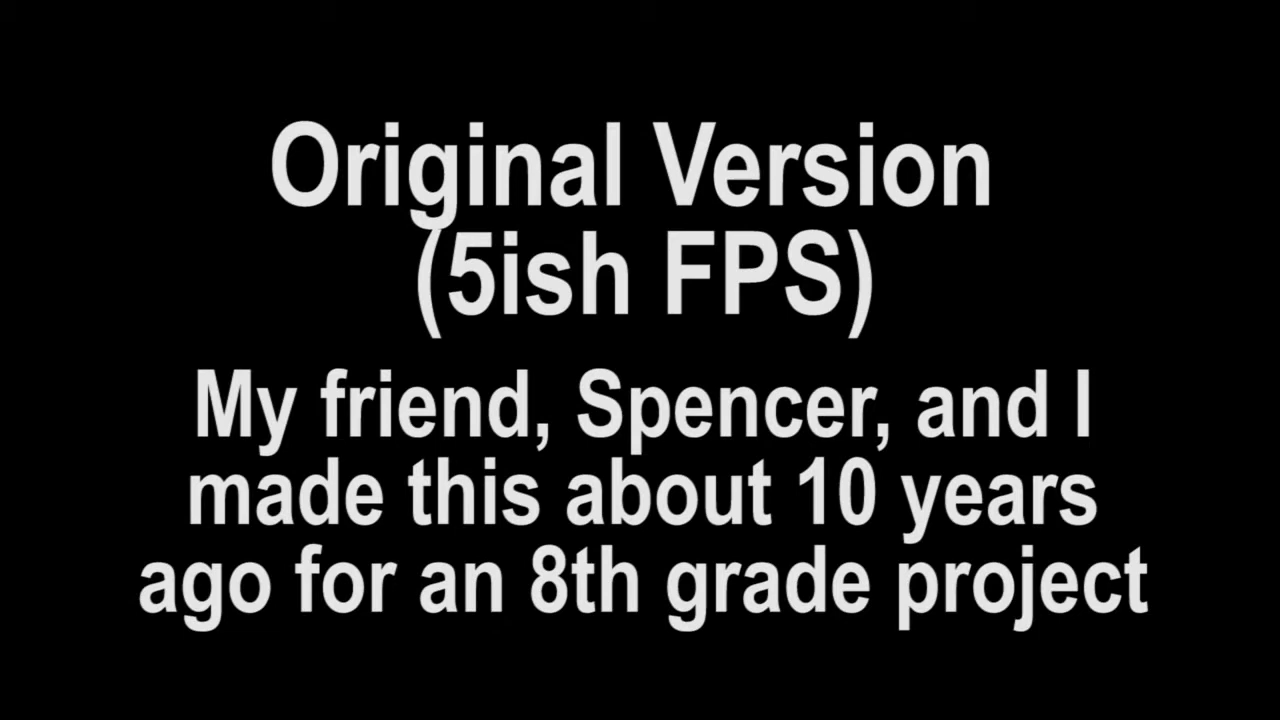 Original Version
(5ish FPS)
My friend, Spencer, and I
made this about 10 years
ago for an 8th grade project